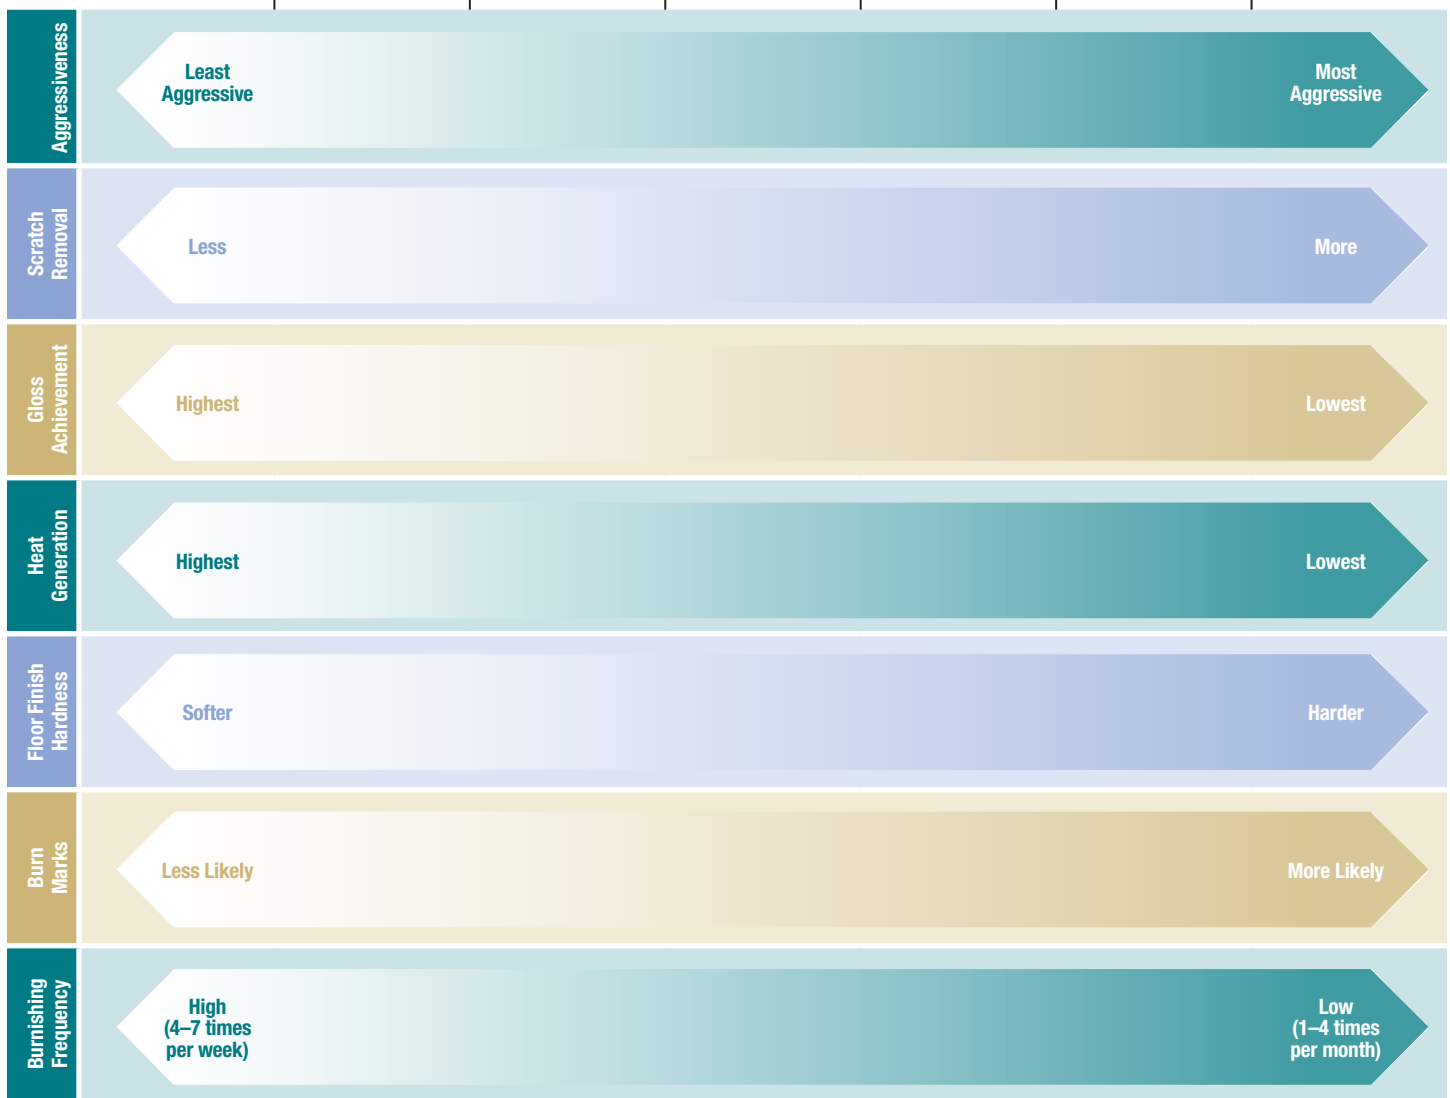 Aggressiveness
Least
Aggressive
Most
Aggressive
Scratch
Removal
Less
More
Gloss
Achievement
Highest
Lowest
Heat
Generation
Highest
Lowest
Floor Finish
Hardness
Softer
Harder
Burn
Marks
Less Likely
More Likely
Burnishing
Frequency
High
(4–7 times
per week)
Low
(1–4 times
per month)